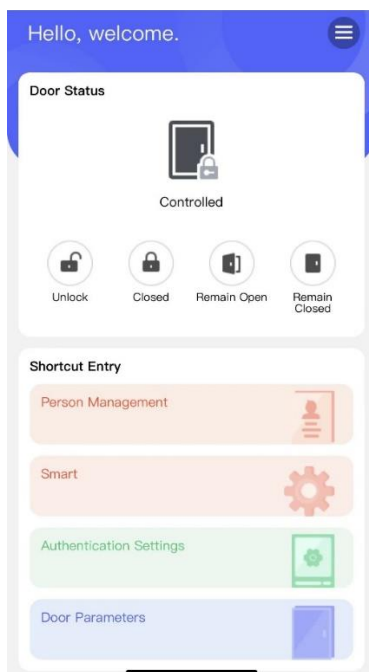 Hello, welcome.
Door Status
Controlled
Unlock
Closed
Remain Open
Remain
Closed
Shortcut Entry
Person Management
Smart
Authentication Settings
Door Parameters